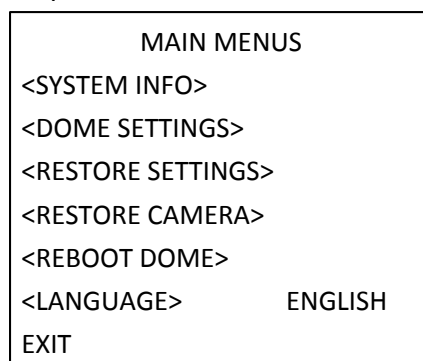 MAIN MENUS
<SYSTEM INFO>
<DOME SETTINGS>
<RESTORE SETTINGS>
<RESTORE CAMERA>
<REBOOT DOME>
<LANGUAGE> ENGLISH
EXIT